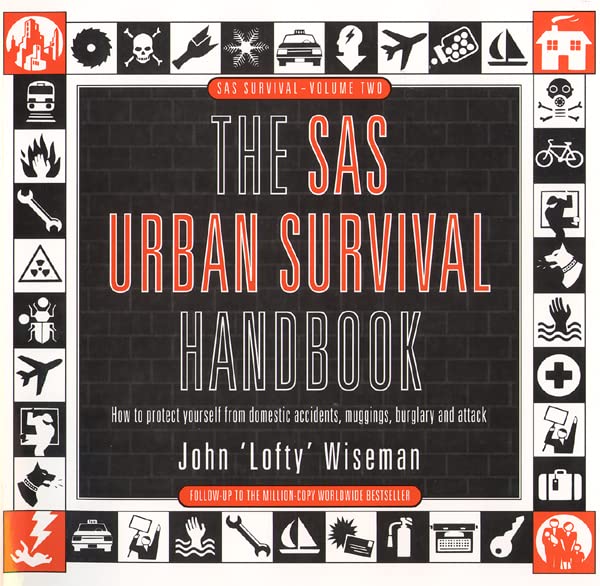 SAS SURVIVAL - VOLUME TWO
THE SAS
URBAN SURVIVAL
HANDBOOK
How to protect yourself from domestic accidents, muggings, burglary and attack
John 'Lofty' Wiseman
FOLLOW-UP TO THE MILLION-COPY WORLDWIDE BESTSELLER